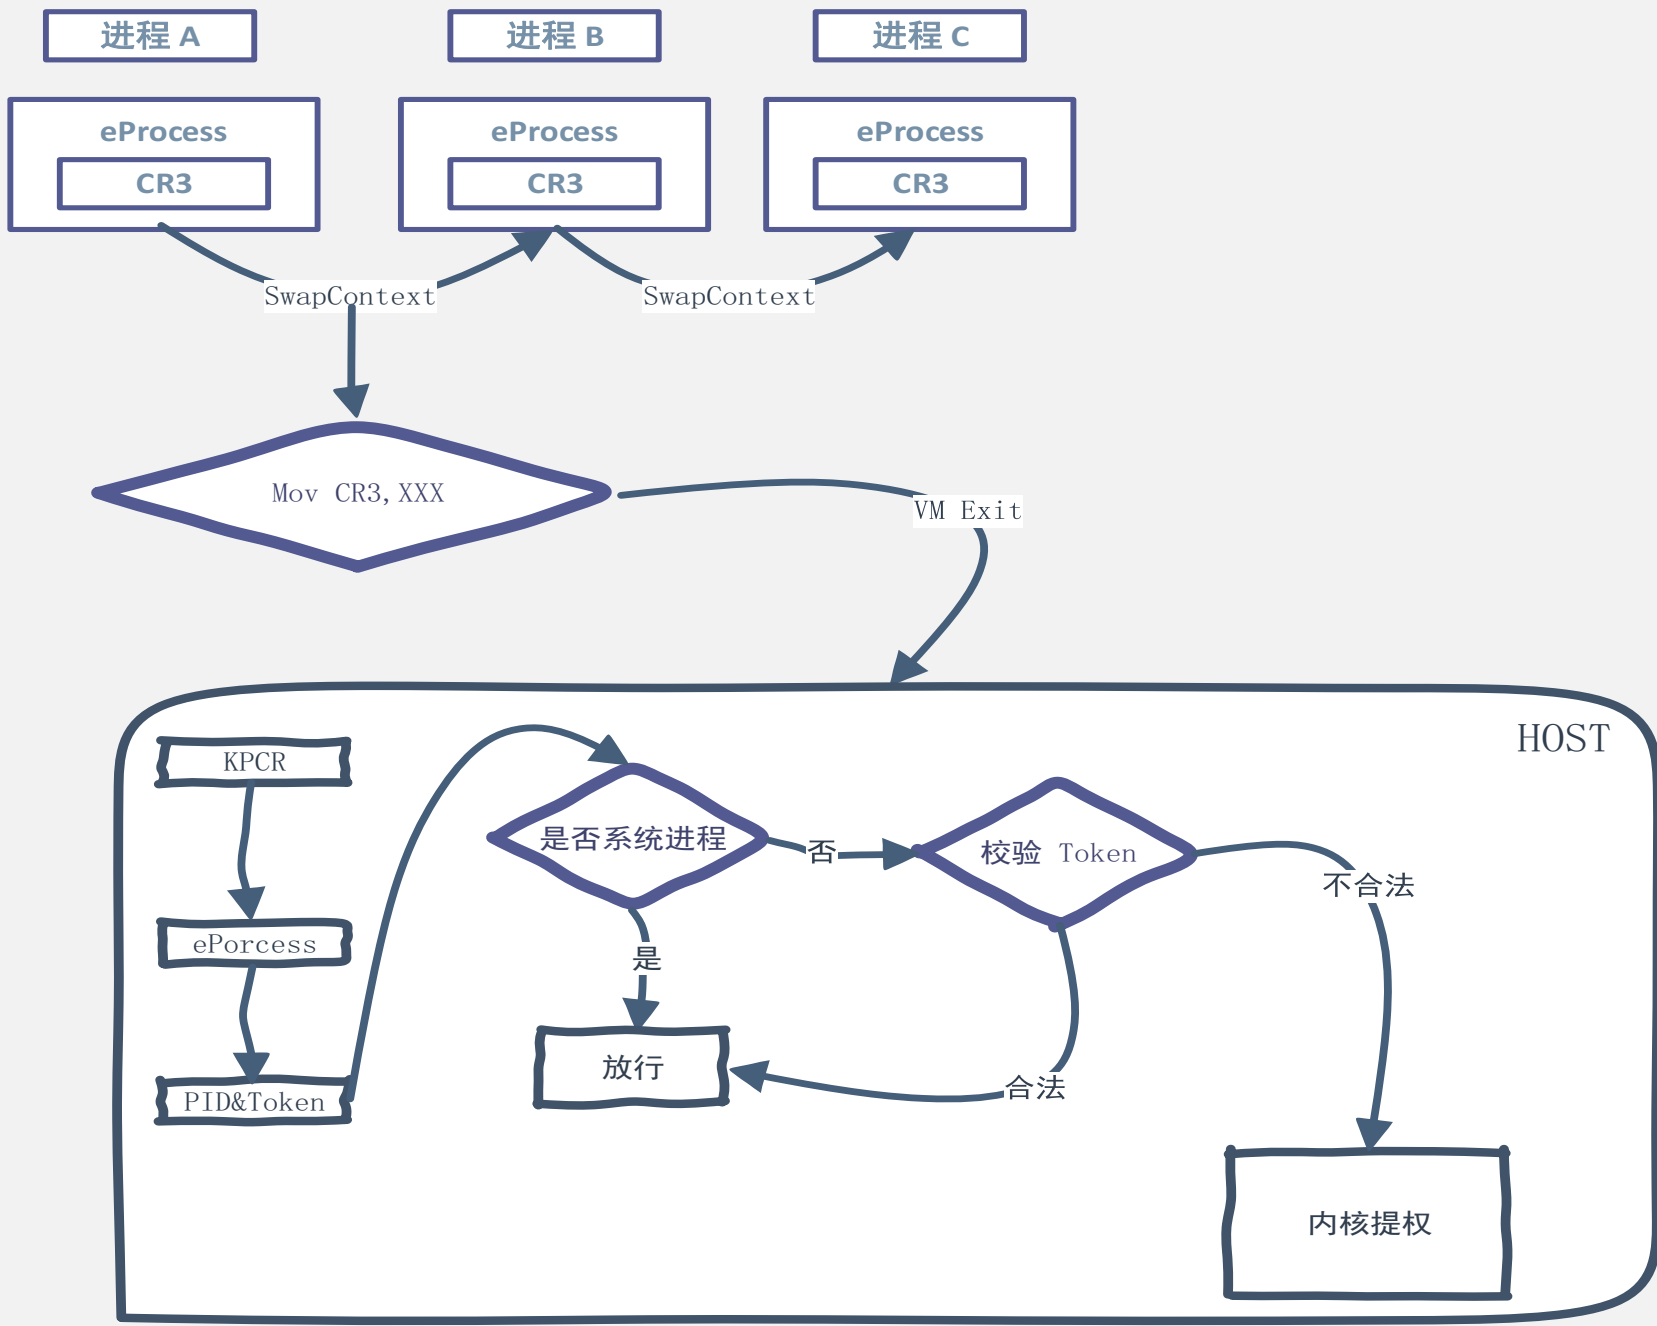 进程 A
进程 B
进程 C
eProcess
eProcess
eProcess
CR3
CR3
CR3
SwapContext
SwapContext
Mov CR3,XXX
VM Exit
HOST
KPCR
ePorcess
PID&Token
是否系统进程
否
校验 Token
不合法
是
放行
合法
内核提权